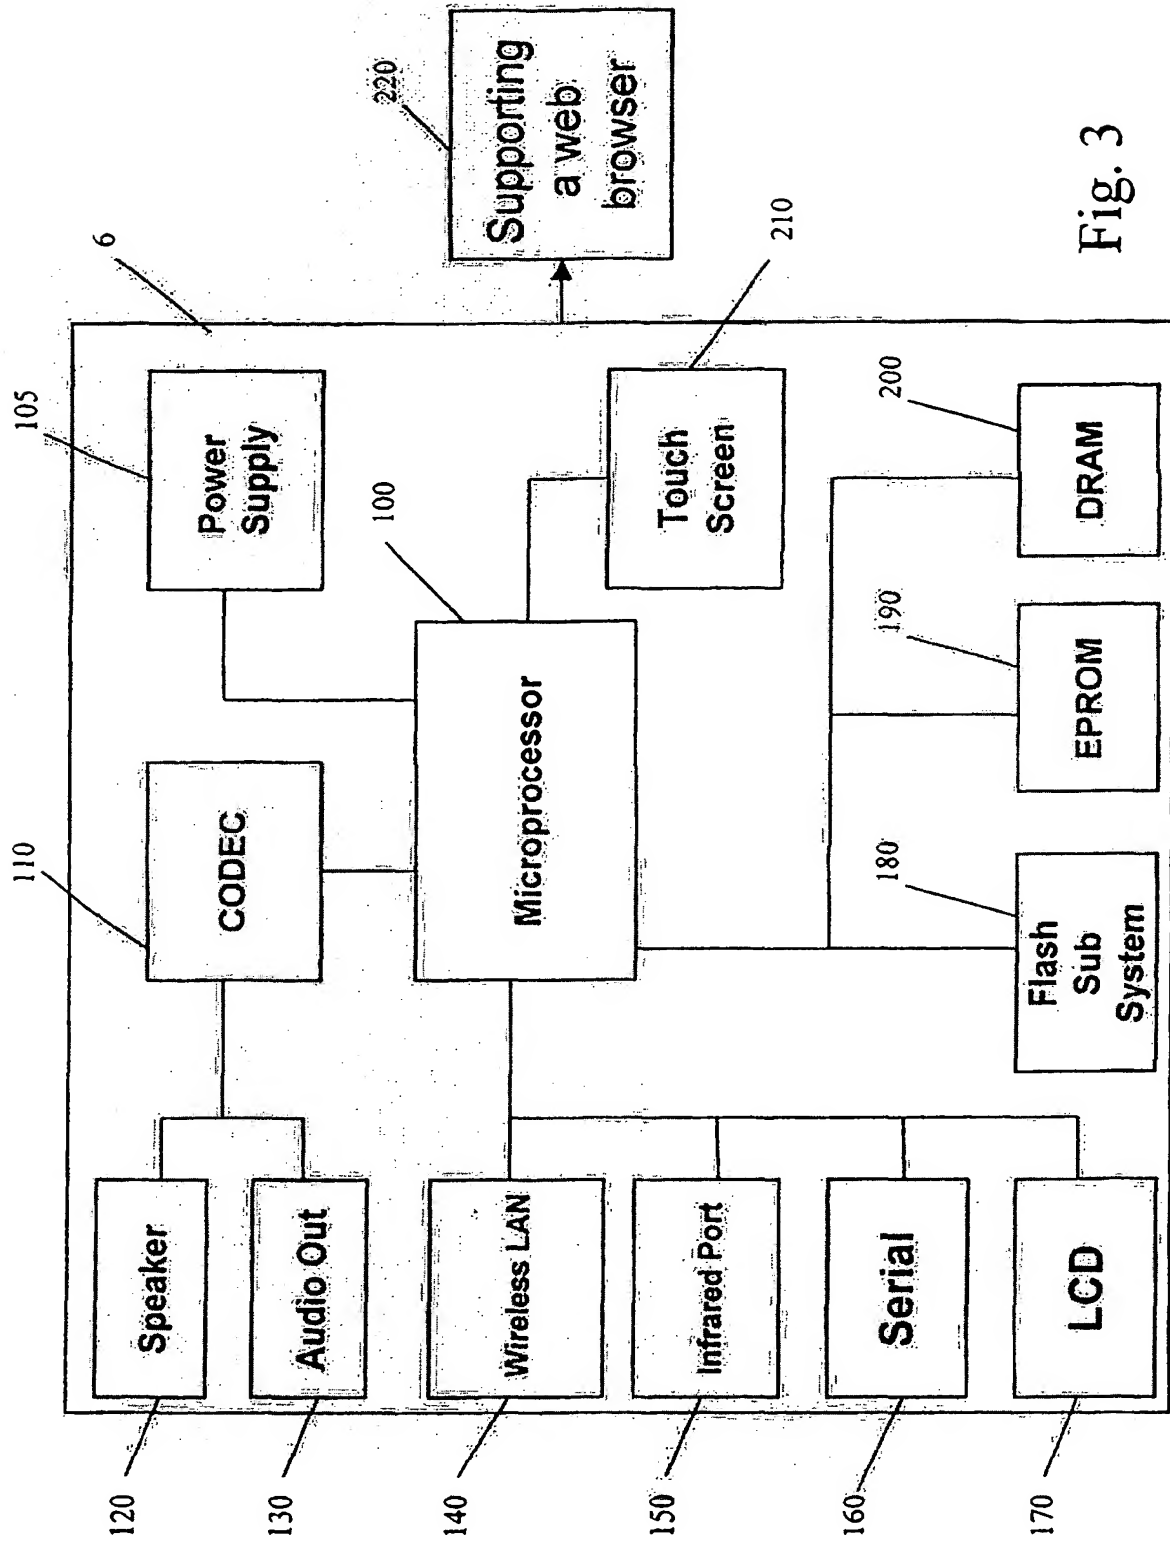 120
Speaker
110
CODEC
105
Power
Supply
6
130
Audio Out
140
Wireless LAN
Microprocessor
100
220
Supporting
a web
browser
150
Infrared Port
Touch
Screen
210
160
Serial
180
190
200
170
LCD
Flash
Sub
System
EPROM
DRAM
Fig. 3